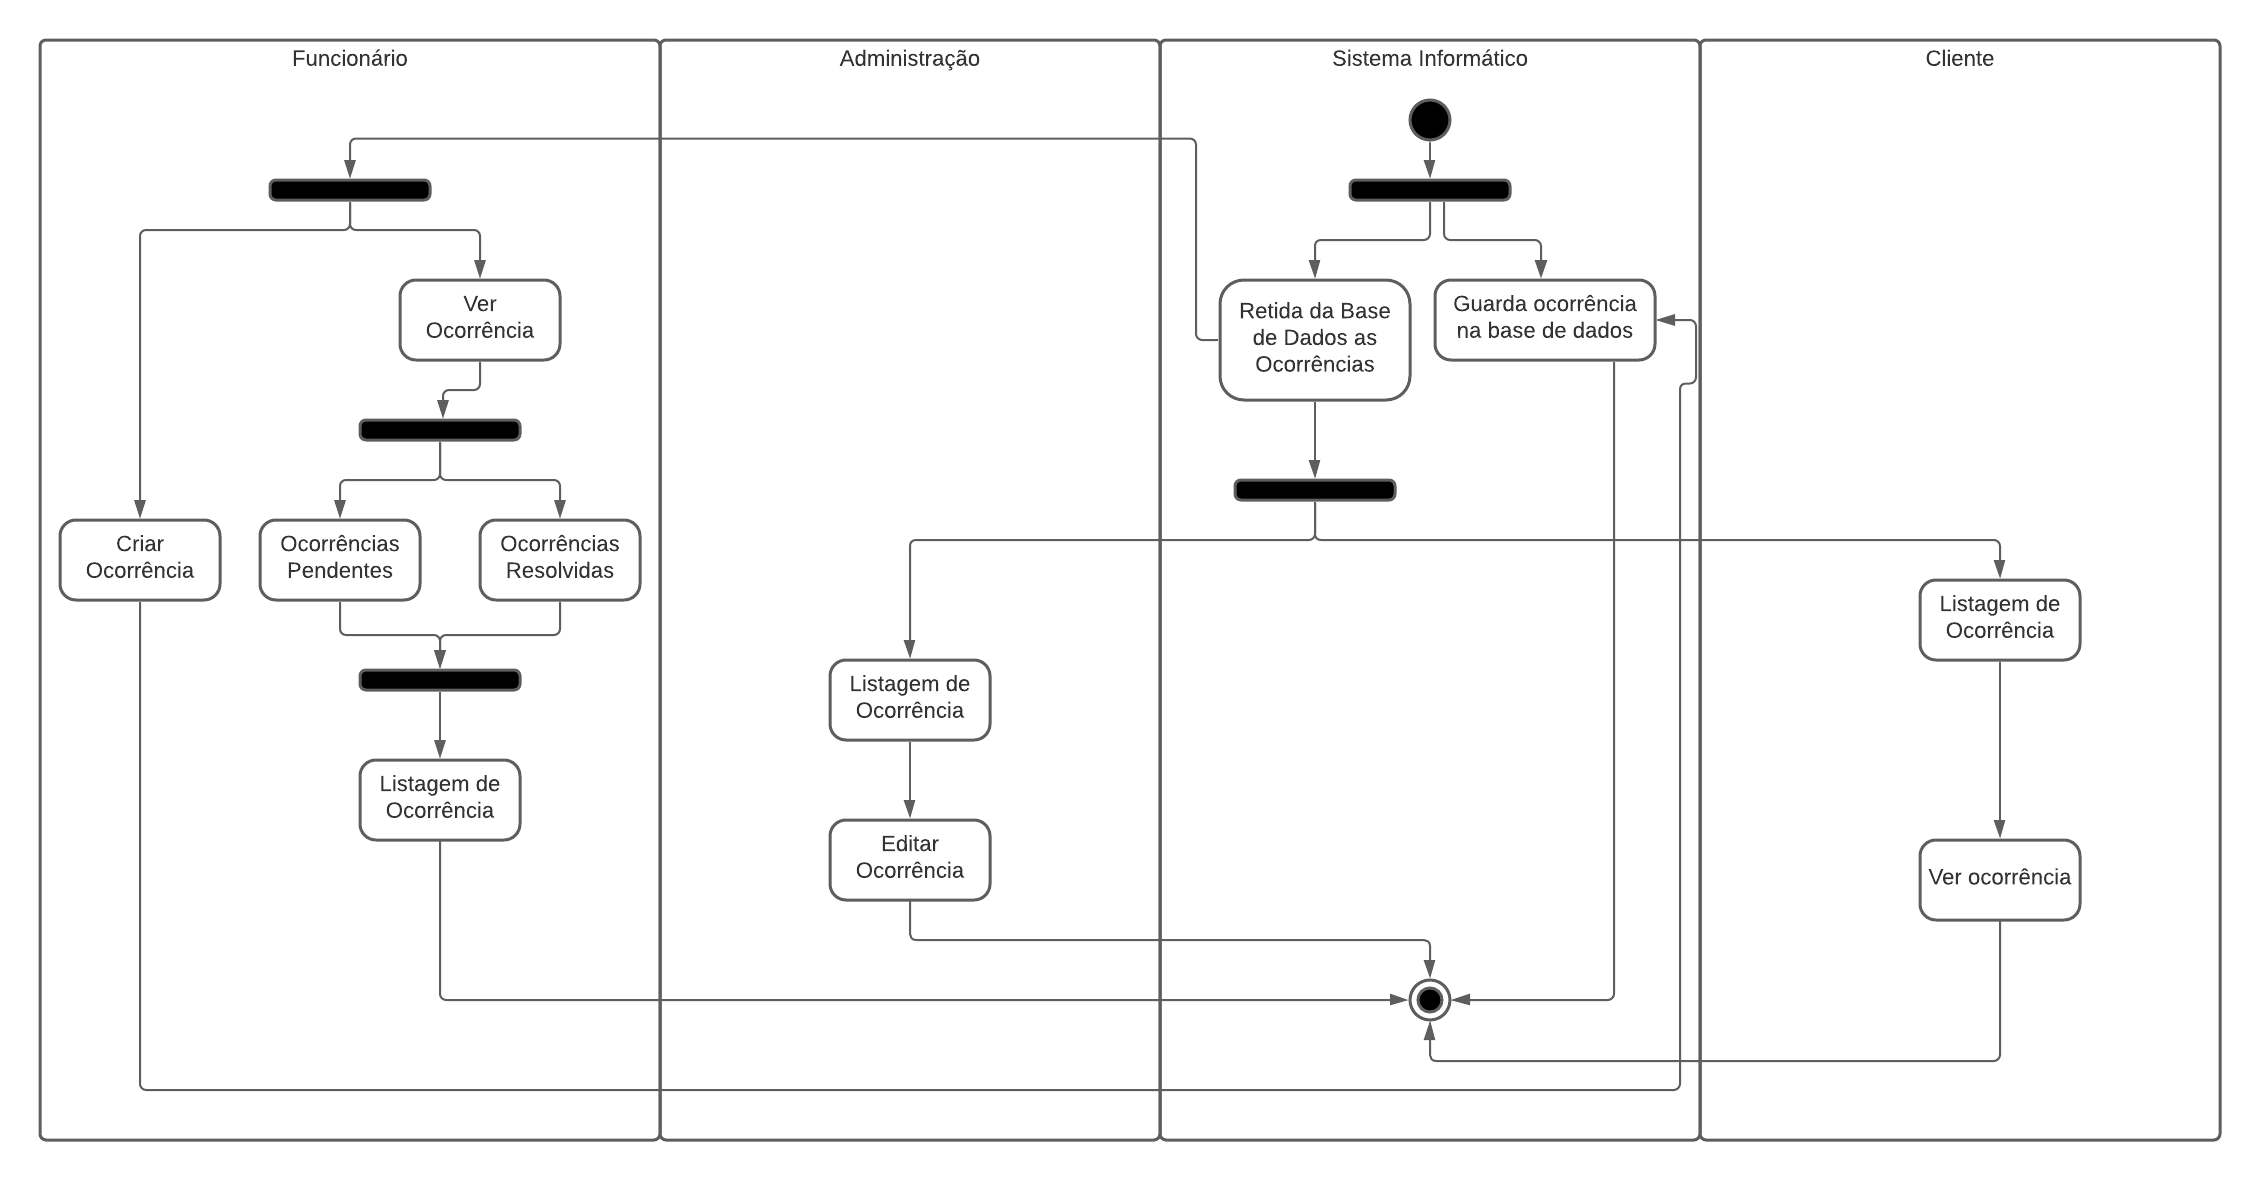 Funcionário
Administração
Sistema Informático
Cliente
Ver
Ocorrência
Retida da Base
de Dados as
Ocorrências
Guarda ocorrência
na base de dados
Criar
Ocorrência
Ocorrências
Pendentes
Ocorrências
Resolvidas
Listagem de
Ocorrência
Listagem de
Ocorrência
Listagem de
Ocorrência
Editar
Ocorrência
Ver ocorrência